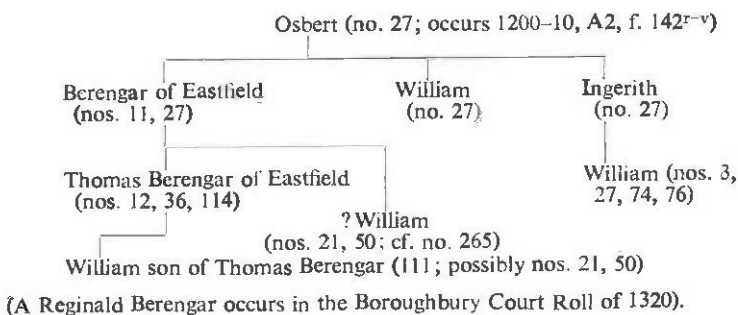 Osbert (no. 27; occurs 1200–10, A2, f. 142r–v)
Berengar of Eastfield William Ingerith
(nos. 11, 27) (no. 27) (no. 27)
Thomas Berengar of Eastfield William (nos. 3,
(nos. 12, 36, 114) 27, 74, 76)
?William
(nos. 21, 50; cf. no. 265)
William son of Thomas Berengar (111; possibly nos. 21, 50)
(A Reginald Berengar occurs in the Boroughbury Court Roll of 1320).